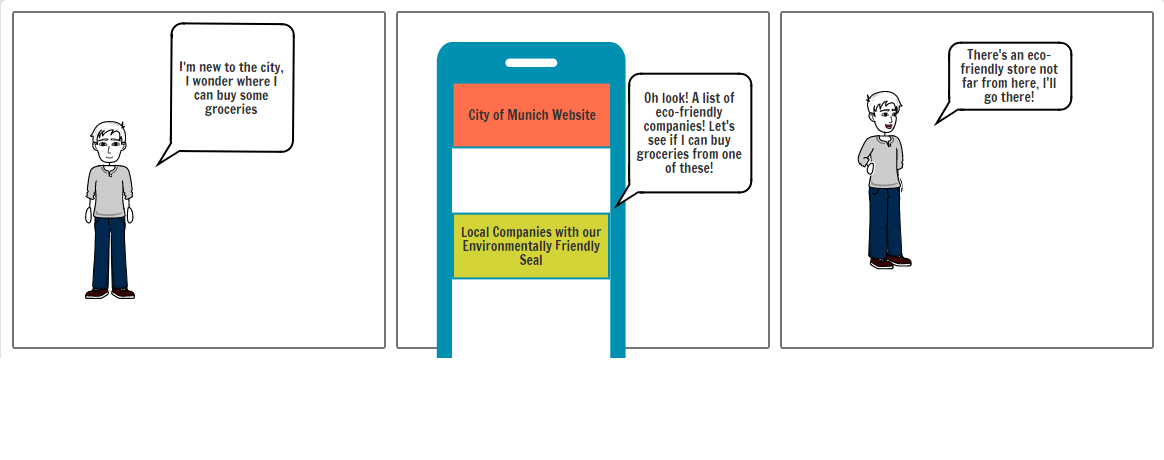 I'm new to the city,
I wonder where I
can buy some
groceries
City of Munich Website
Oh look! A list of
eco-friendly
companies! Let's
see if I can buy
groceries from one
of these!
Local Companies with our
Environmentally Friendly
Seal
There's an eco-
friendly store not
far from here, I'll
go there!